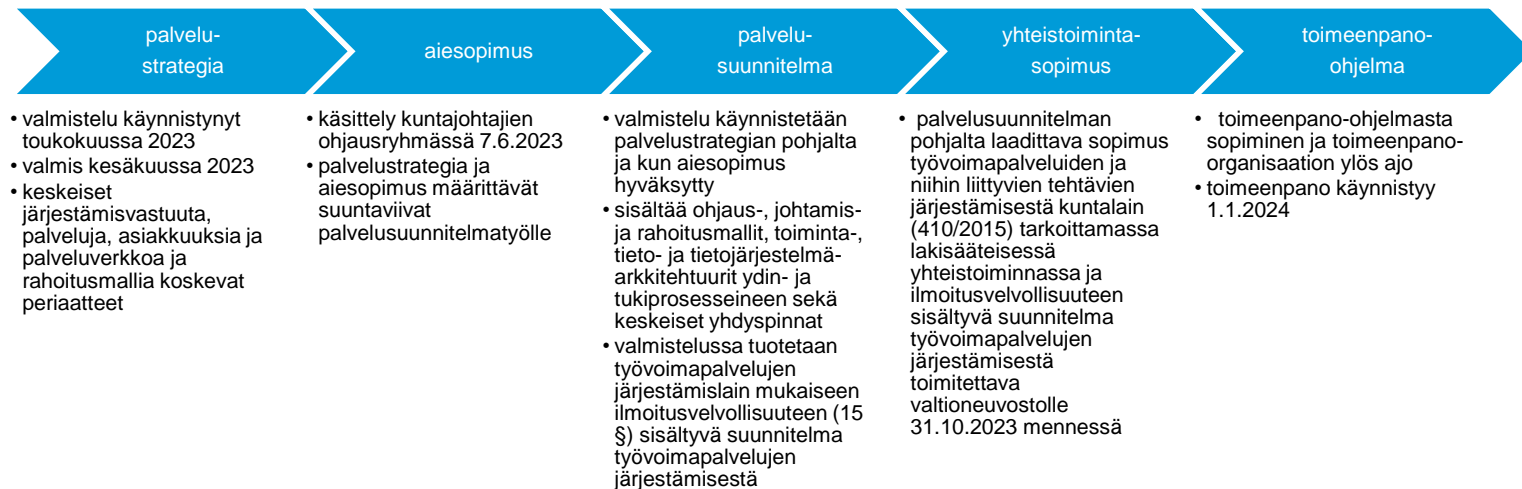 palvelu-
strategia
aiesopimus
palvelu-
suunnitelma
yhteistoiminta-
sopimus
toimeenpano-
ohjelma
• valmistelu käynnistynyt
toukokuussa 2023
• valmis kesäkuussa 2023
• keskeiset
järjestämisvastuuta,
palveluja, asiakkuuksia ja
palveluverkkoa ja
rahoitusmallia koskevat
periaatteet
• käsittely kuntajohtajien
ohjausryhmässä 7.6.2023
• palvelustrategia ja
aiesopimus määrittävät
suuntaviivat
palvelusuunnitelmatyölle
• valmistelu käynnistetään
palvelustrategian pohjalta
ja kun aiesopimus
hyväksytty
• sisältää ohjaus-, johtamis-
ja rahoitusmallit, toiminta-,
tieto- ja tietojärjestelmä-
arkkitehtuurit ydin- ja
tukiprosesseineen sekä
keskeiset yhdyspinnat
• valmistelussa tuotetaan
työvoimapalvelujen
järjestämislain mukaiseen
ilmoitusvelvollisuuteen (15
§) sisältyvä suunnitelma
työvoimapalvelujen
järjestämisestä
• palvelusuunnitelman
pohjalta laadittava sopimus
työvoimapalveluiden ja
niihin liittyvien tehtävien
järjestämisestä kuntalain
(410/2015) tarkoittamassa
lakisääteisessä
yhteistoiminnassa ja
ilmoitusvelvollisuuteen
sisältyvä suunnitelma
työvoimapalvelujen
järjestämisestä
toimitettava
valtioneuvostolle
31.10.2023 mennessä
• toimeenpano-ohjelmasta
sopiminen ja toimeenpano-
organisaation ylös ajo
• toimeenpano käynnistyy
1.1.2024